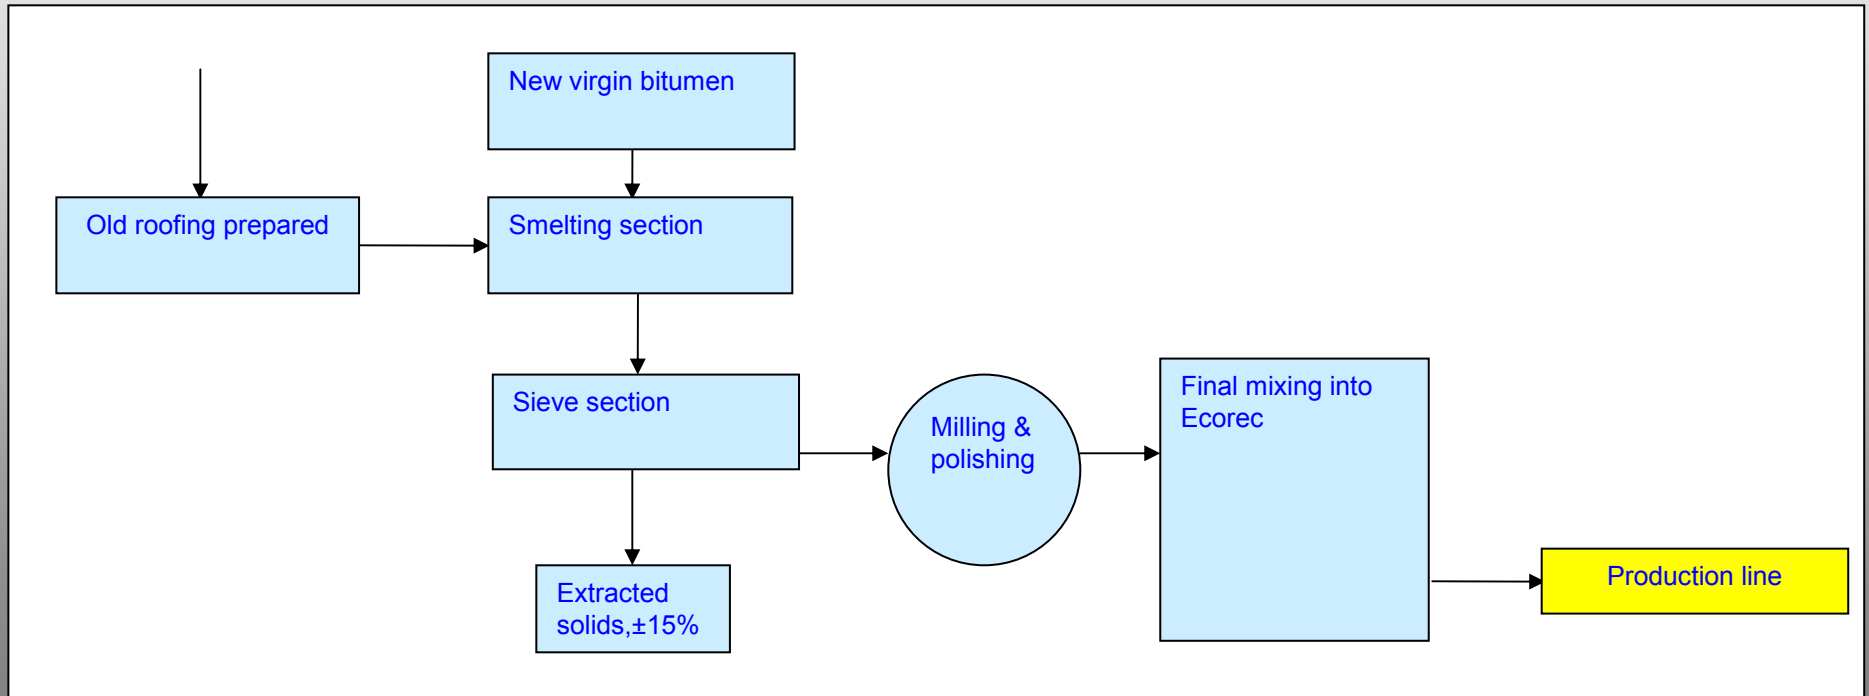 New virgin bitumen
Old roofing prepared
Smelting section
Sieve section
Milling &
polishing
Final mixing into
Ecorec
Extracted
solids,±15%
Production line